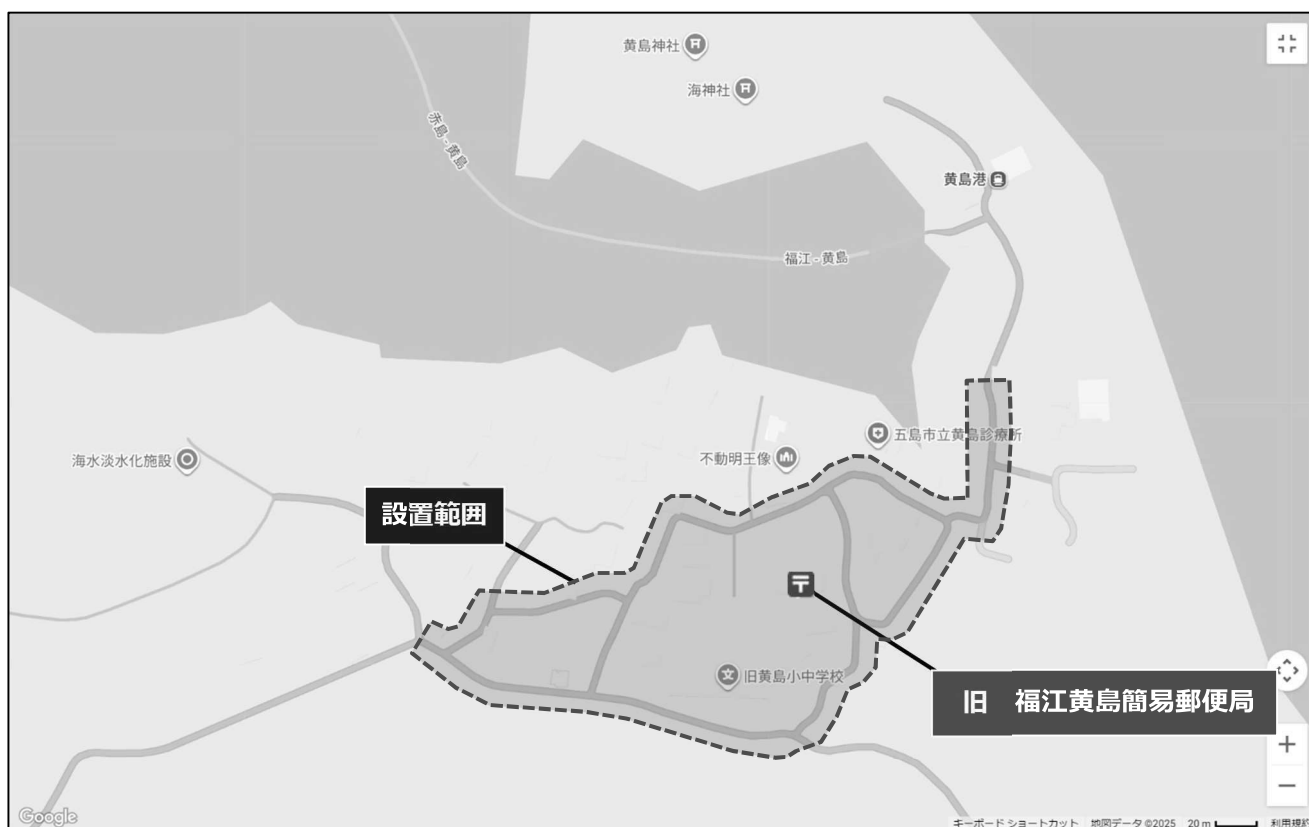 黄島神社
海神社
赤島 - 黄島
黄島港
福江 - 黄島
五島市立黄島診療所
不動明王像
海水淡水化施設
設置範囲
旧黄島小中学校
旧 福江黄島簡易郵便局
Google
キーボード ショートカット 地図データ ©2025 20 m 利用規約